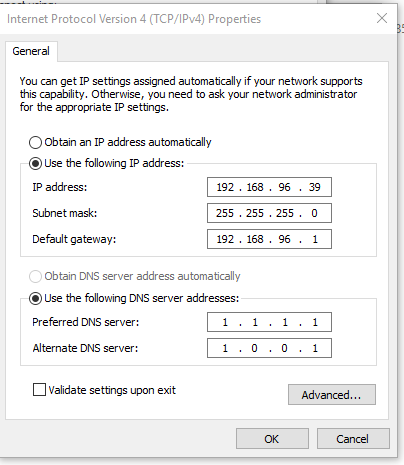 Internet Protocol Version 4 (TCP/IPv4) Properties
General
You can get IP settings assigned automatically if your network supports
this capability. Otherwise, you need to ask your network administrator
for the appropriate IP settings.
Obtain an IP address automatically
Use the following IP address:
IP address: 192 . 168 . 96 . 39
Subnet mask: 255 . 255 . 255 . 0
Default gateway: 192 . 168 . 96 . 1
Obtain DNS server address automatically
Use the following DNS server addresses:
Preferred DNS server: 1 . 1 . 1 . 1
Alternate DNS server: 1 . 0 . 0 . 1
Validate settings upon exit
Advanced...
OK Cancel